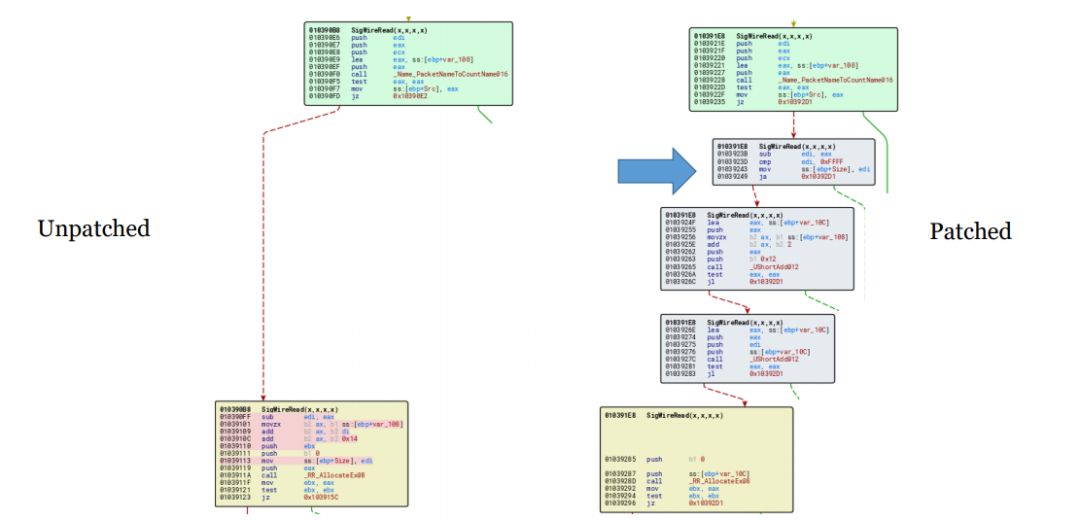 010390B8 SigWireRead(x,x,x,x)
010390E6 push edi
010390E7 push eax
010390E8 push ecx
010390E9 lea eax, ss:[ebp+var_108]
010390EF push eax
010390F0 call _Name_PacketNameToCountName@16
010390F5 test eax, eax
010390F7 mov ss:[ebp+Src], eax
010390FD jz 0x10390E2
010391E8 SigWireRead(x,x,x,x)
0103921E push edi
0103921F push eax
01039220 push ecx
01039221 lea eax, ss:[ebp+var_108]
01039227 push eax
01039228 call _Name_PacketNameToCountName@16
0103922D test eax, eax
0103922F mov ss:[ebp+Src], eax
01039235 jz 0x10392D1
010391E8 SigWireRead(x,x,x,x)
0103923B sub edi, eax
0103923D cmp edi, 0xFFFF
01039243 mov ss:[ebp+Size], edi
01039249 ja 0x10392D1
Unpatched
010391E8 SigWireRead(x,x,x,x)
0103924F lea eax, ss:[ebp+var_10C]
01039255 push eax
01039256 movzx b2 ax, b1 ss:[ebp+var_108]
0103925E add b2 ax, b2 2
01039262 push eax
01039263 push b1 0x12
01039265 call _UShortAdd@12
0103926A test eax, eax
0103926C jl 0x10392D1
Patched
010391E8 SigWireRead(x,x,x,x)
0103926E lea eax, ss:[ebp+var_10C]
01039274 push eax
01039275 push edi
01039276 push ss:[ebp+var_10C]
0103927C call _UShortAdd@12
01039281 test eax, eax
01039283 jl 0x10392D1
010390B8 SigWireRead(x,x,x,x)
010390FF sub edi, eax
01039101 movzx b2 ax, b1 ss:[ebp+var_108]
01039109 add b2 ax, b2 di
0103910C add b2 ax, b2 0x14
01039110 push ebx
01039111 push b1 0
01039113 mov ss:[ebp+Size], edi
01039119 push eax
0103911A call _RR_AllocateEx@8
0103911F mov ebx, eax
01039121 test ebx, ebx
01039123 jz 0x103915C
010391E8 SigWireRead(x,x,x,x)
01039285 push b1 0
01039287 push ss:[ebp+var_10C]
0103928D call _RR_AllocateEx@8
01039292 mov ebx, eax
01039294 test ebx, ebx
01039296 jz 0x10392D1